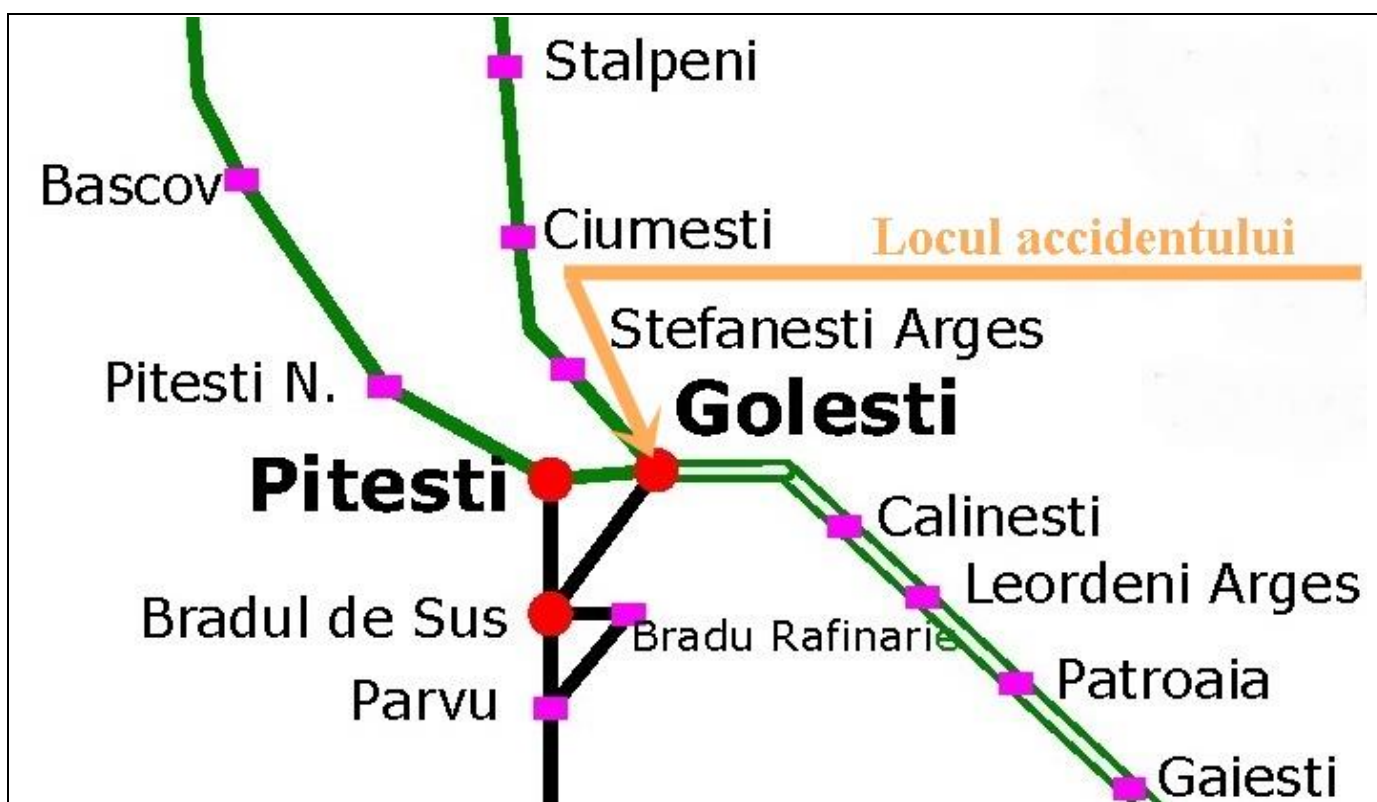 Stalpeni
Bascov
Ciumesti
Locul accidentului
Stefanesti Arges
Pitesti N.
Golesti
Pitesti
Calinesti
Leordeni Arges
Bradul de Sus
Bradu Rafinarie
Patroaia
Parvu
Gaiesti